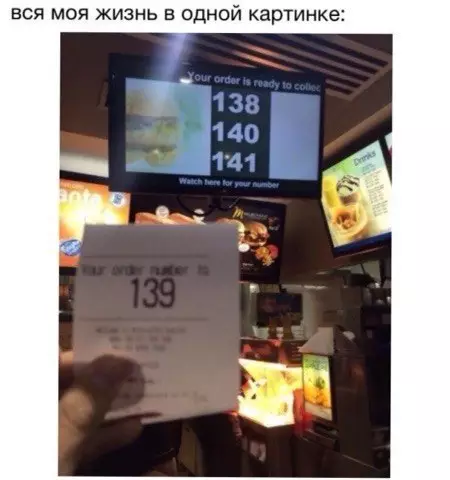 вся моя жизнь в одной картинке:
Your order is ready to collec
138
140
141
Watch here for your number
Drinks
Your order number is
139